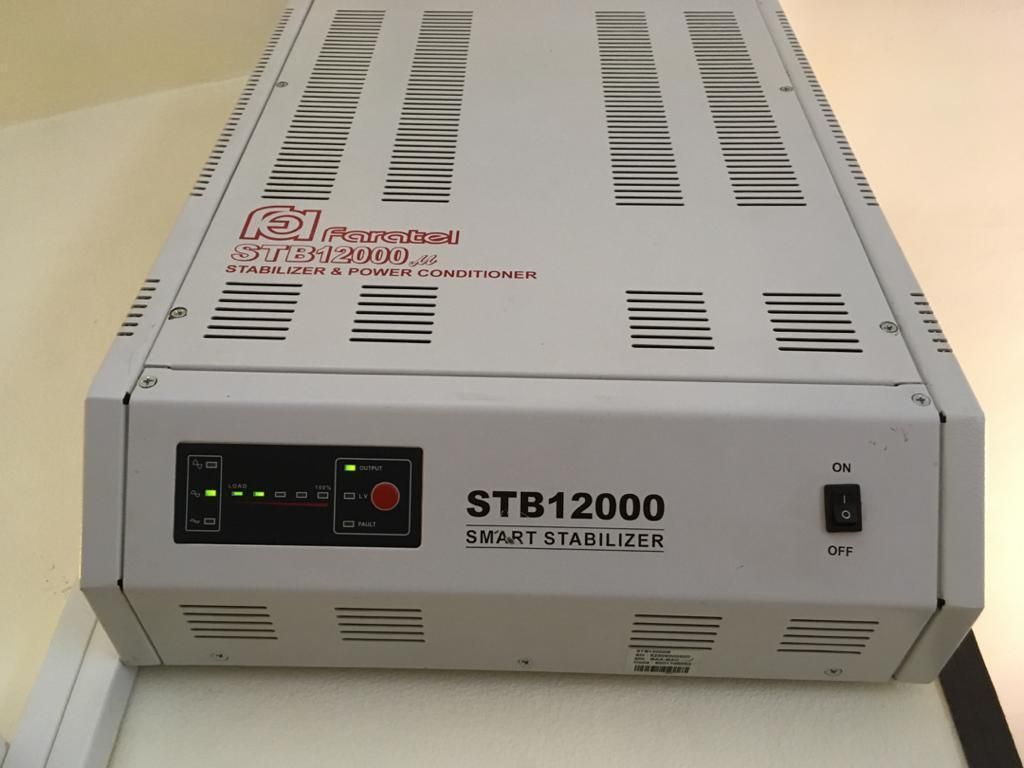 Faratel
STB12000 µ
STABILIZER & POWER CONDITIONER
LOAD
100%
OUTPUT
LV
FAULT
STB12000
SMART STABILIZER
ON
I
O
OFF